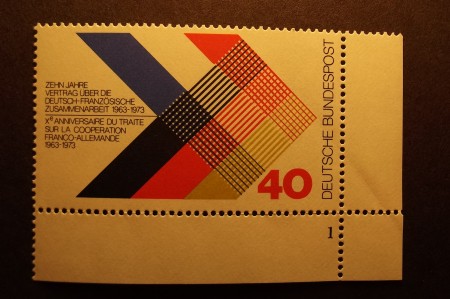 ZEHN JAHRE
VERTRAG ÜBER DIE
DEUTSCH-FRANZÖSISCHE
ZUSAMMENARBEIT 1963-1973
Xe ANNIVERSAIRE DU TRAITE
SUR LA COOPERATION
FRANCO-ALLEMANDE
1963-1973
40
DEUTSCHE BUNDESPOST
1